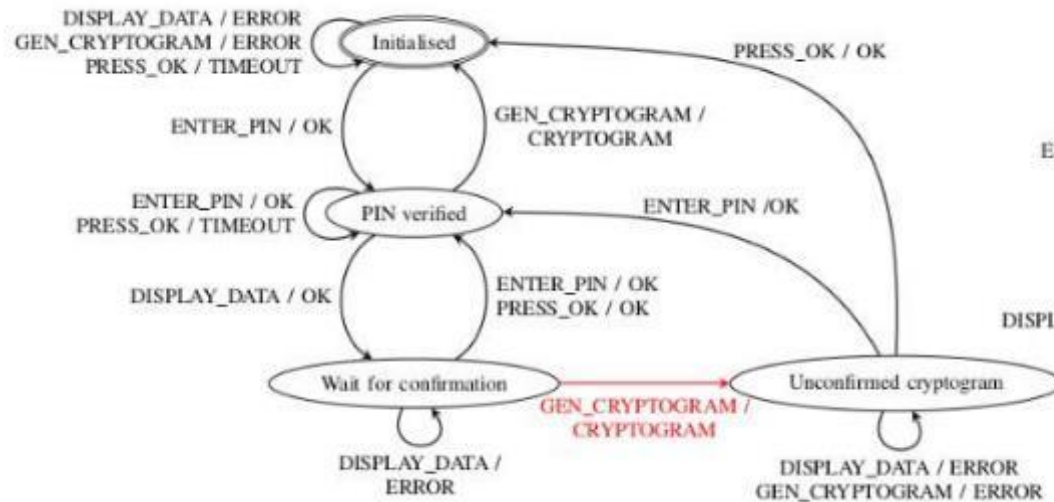 DISPLAY_DATA / ERROR
GEN_CRYPTOGRAM / ERROR
PRESS_OK / TIMEOUT
Initialised
PRESS_OK / OK
ENTER_PIN / OK
GEN_CRYPTOGRAM /
CRYPTOGRAM
E
ENTER_PIN / OK
PRESS_OK / TIMEOUT
PIN verified
ENTER_PIN /OK
DISPLAY_DATA / OK
ENTER_PIN / OK
PRESS_OK / OK
DISPL
Wait for confirmation
GEN_CRYPTOGRAM /
CRYPTOGRAM
Unconfirmed cryptogram
DISPLAY_DATA /
ERROR
DISPLAY_DATA / ERROR
GEN_CRYPTOGRAM / ERROR